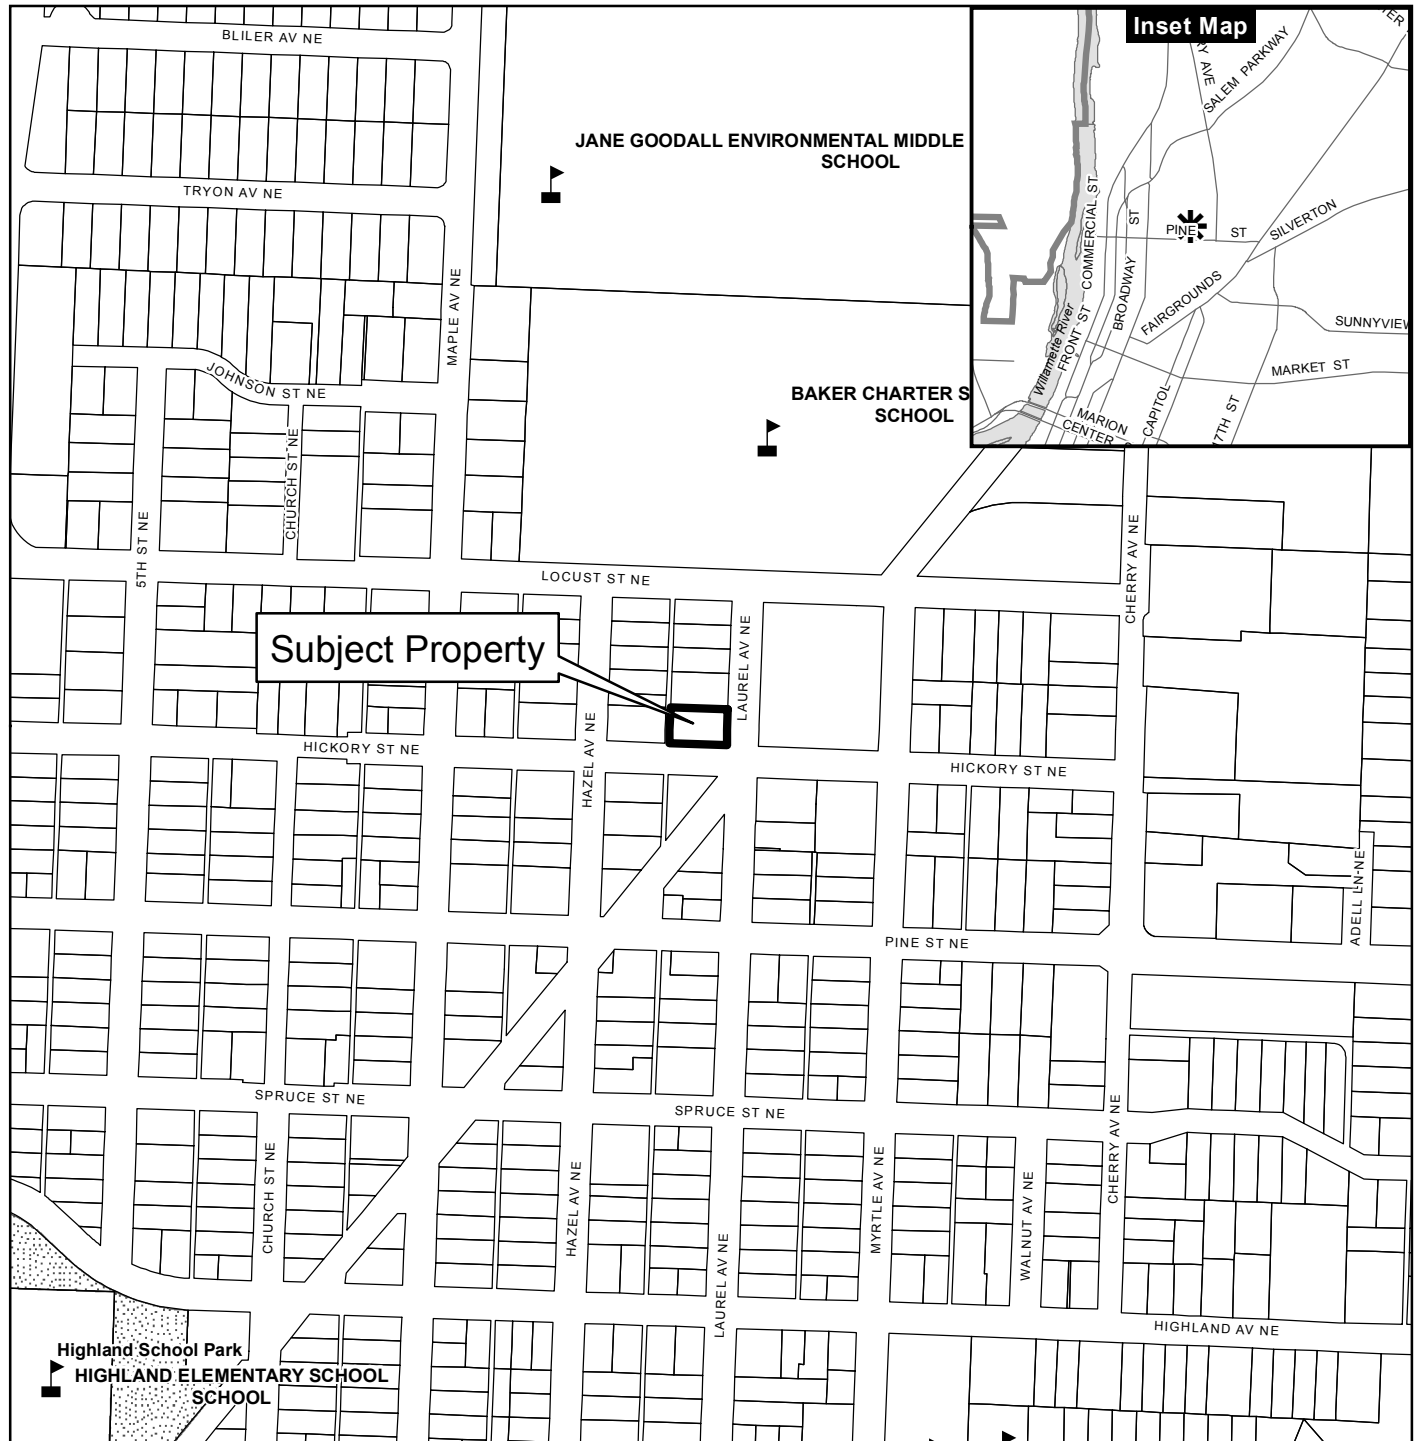 BLILER AV NE
Inset Map
RY AVE
SALEM PARKWAY
JANE GOODALL ENVIRONMENTAL MIDDLE
SCHOOL
TRYON AV NE
COMMERCIAL ST
ST
PINE
ST
SILVERTON
MAPLE AV NE
BROADWAY
FAIRGROUNDS
Willamette River
FRONT ST
SUNNYVIEW
MARKET ST
JOHNSON ST NE
BAKER CHARTER S
SCHOOL
MARION
CENTER
CAPITOL
17TH ST
CHURCH ST NE
5TH ST NE
CHERRY AV NE
LOCUST ST NE
Subject Property
LAUREL AV NE
HAZEL AV NE
HICKORY ST NE
HICKORY ST NE
ADELL LN NE
PINE ST NE
SPRUCE ST NE
SPRUCE ST NE
CHERRY AV NE
CHURCH ST NE
HAZEL AV NE
MYRTLE AV NE
WALNUT AV NE
LAUREL AV NE
HIGHLAND AV NE
Highland School Park
HIGHLAND ELEMENTARY SCHOOL
SCHOOL